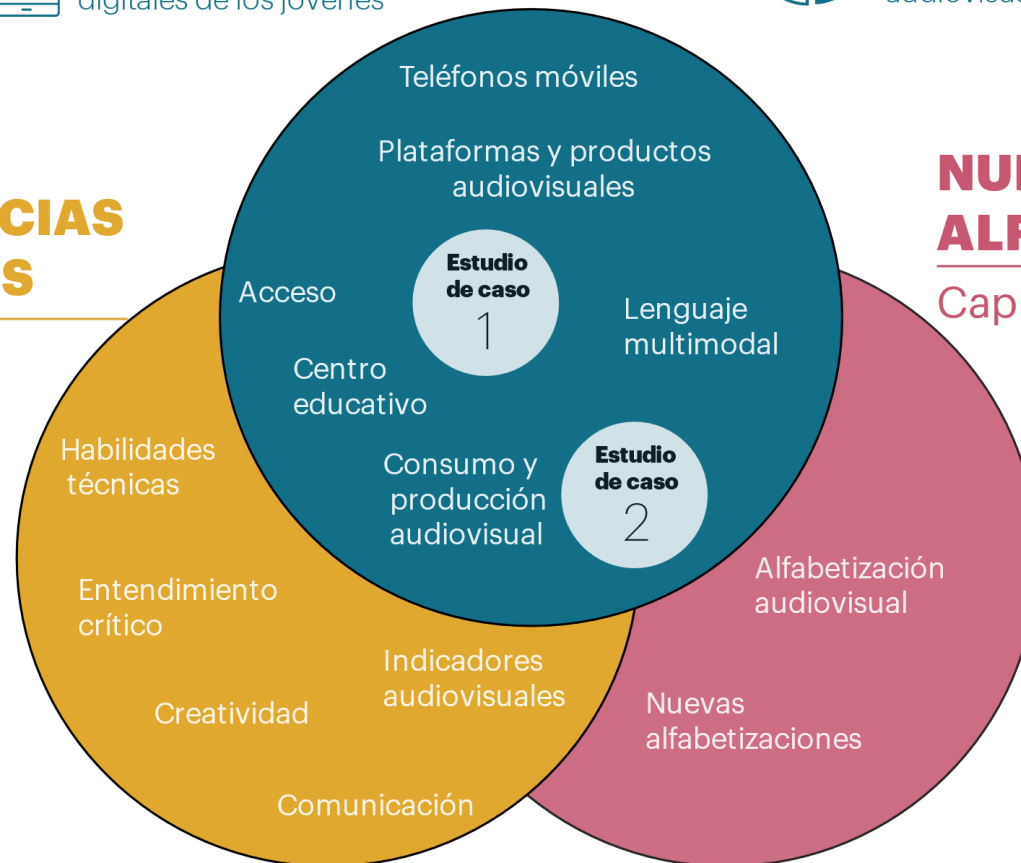 digitales de los jóvenes
Teléfonos móviles
Plataformas y productos
audiovisuales
CIAS
S
NU
ALF
Cap
Estudio
de caso
1
Acceso
Lenguaje
multimodal
Centro
educativo
Consumo y
producción
audiovisual
Estudio
de caso
2
Habilidades
técnicas
Entendimiento
crítico
Indicadores
audiovisuales
Creatividad
Comunicación
Alfabetización
audiovisual
Nuevas
alfabetizaciones